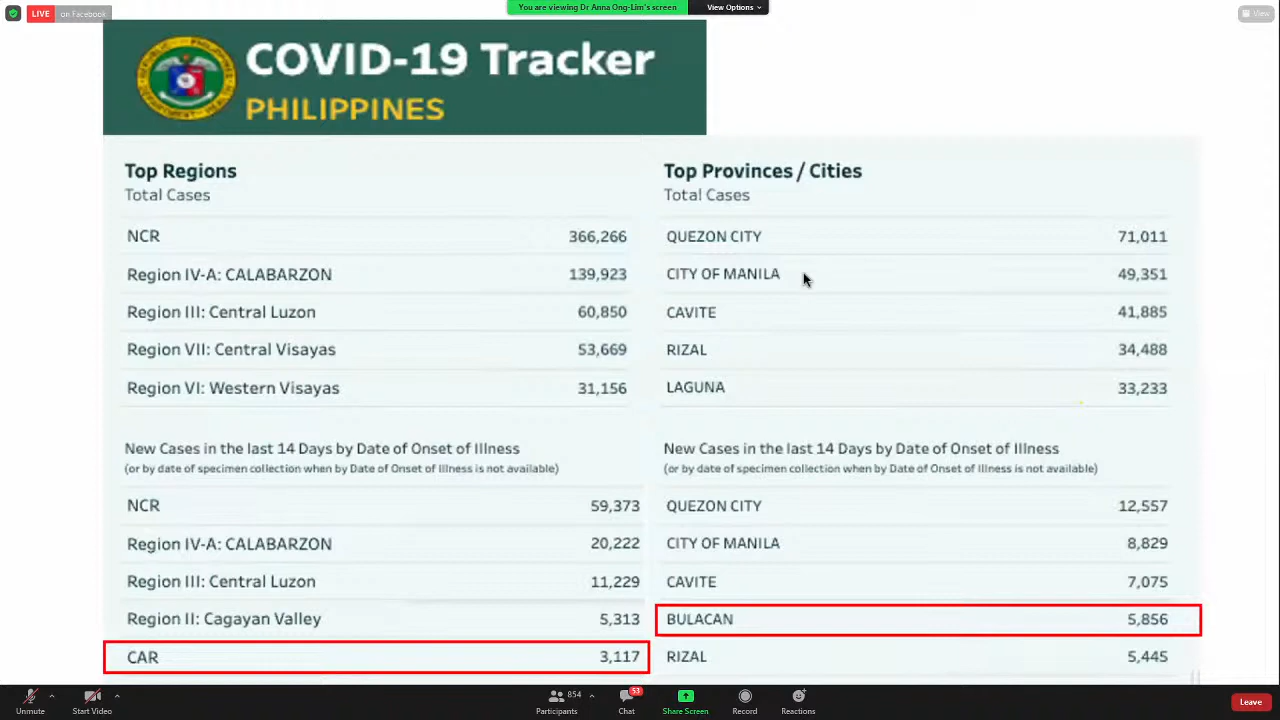 LIVE on Facebook
You are viewing Dr Anna Ong-Lim's screen
View Options
View
COVID-19 Tracker
PHILIPPINES
Top Regions
Total Cases
NCR 366,266
Region IV-A: CALABARZON 139,923
Region III: Central Luzon 60,850
Region VII: Central Visayas 53,669
Region VI: Western Visayas 31,156
New Cases in the last 14 Days by Date of Onset of Illness
(or by date of specimen collection when by Date of Onset of Illness is not available)
NCR 59,373
Region IV-A: CALABARZON 20,222
Region III: Central Luzon 11,229
Region II: Cagayan Valley 5,313
CAR 3,117
Top Provinces / Cities
Total Cases
QUEZON CITY 71,011
CITY OF MANILA 49,351
CAVITE 41,885
RIZAL 34,488
LAGUNA 33,233
New Cases in the last 14 Days by Date of Onset of Illness
(or by date of specimen collection when by Date of Onset of Illness is not available)
QUEZON CITY 12,557
CITY OF MANILA 8,829
CAVITE 7,075
BULACAN 5,856
RIZAL 5,445
Unmute
Start Video
854
Participants
53
Chat
Share Screen
Record
Reactions
Leave